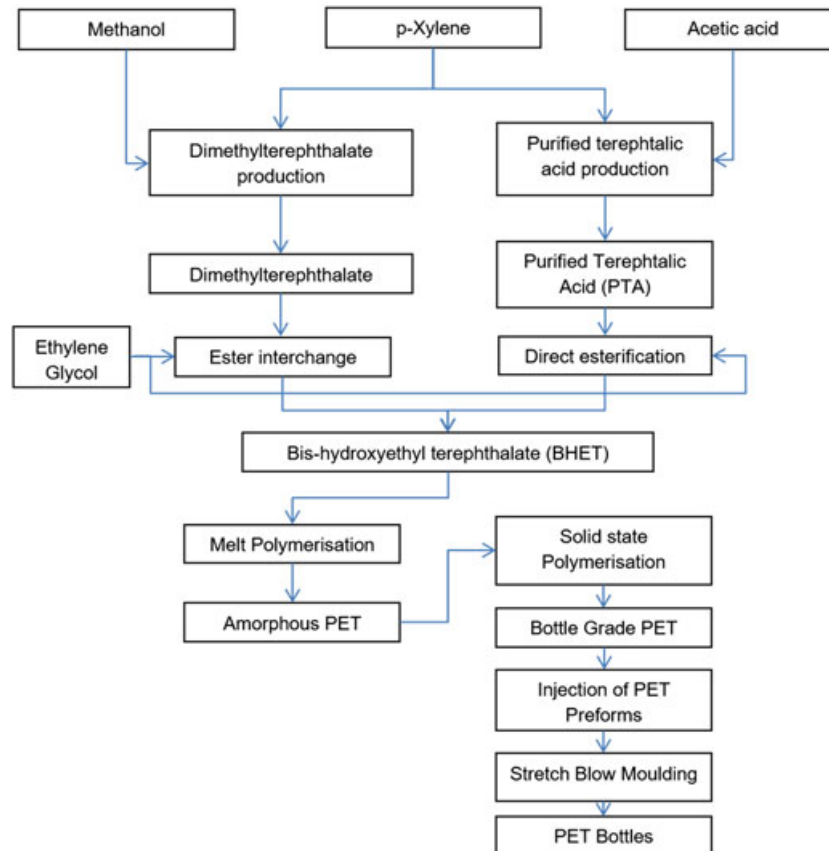 Methanol
p-Xylene
Acetic acid
Dimethylterephthalate
production
Purified terephtalic
acid production
Dimethylterephthalate
Purified Terephtalic
Acid (PTA)
Ethylene
Glycol
Ester interchange
Direct esterification
Bis-hydroxyethyl terephthalate (BHET)
Melt Polymerisation
Solid state
Polymerisation
Amorphous PET
Bottle Grade PET
Injection of PET
Preforms
Stretch Blow Moulding
PET Bottles